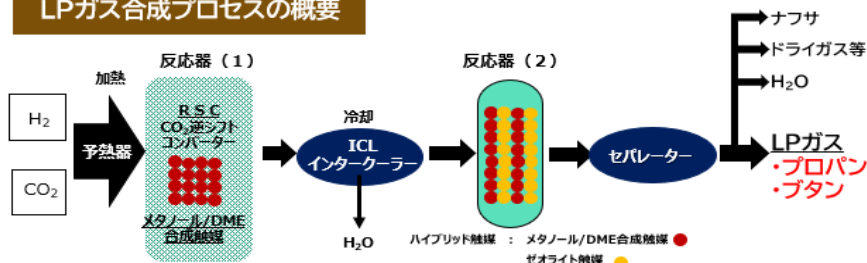 LPガス合成プロセスの概要
反応器（1）
反応器（2）
ナフサ
ドライガス等
H₂O
加熱
H₂
CO₂
予熱器
R S C
CO₂逆シフト
コンバーター
メタノール/DME
合成触媒
冷却
ICL
インタークーラー
H₂O
セパレーター
LPガス
・プロパン
・ブタン
ハイブリッド触媒 ： メタノール/DME合成触媒
ゼオライト触媒